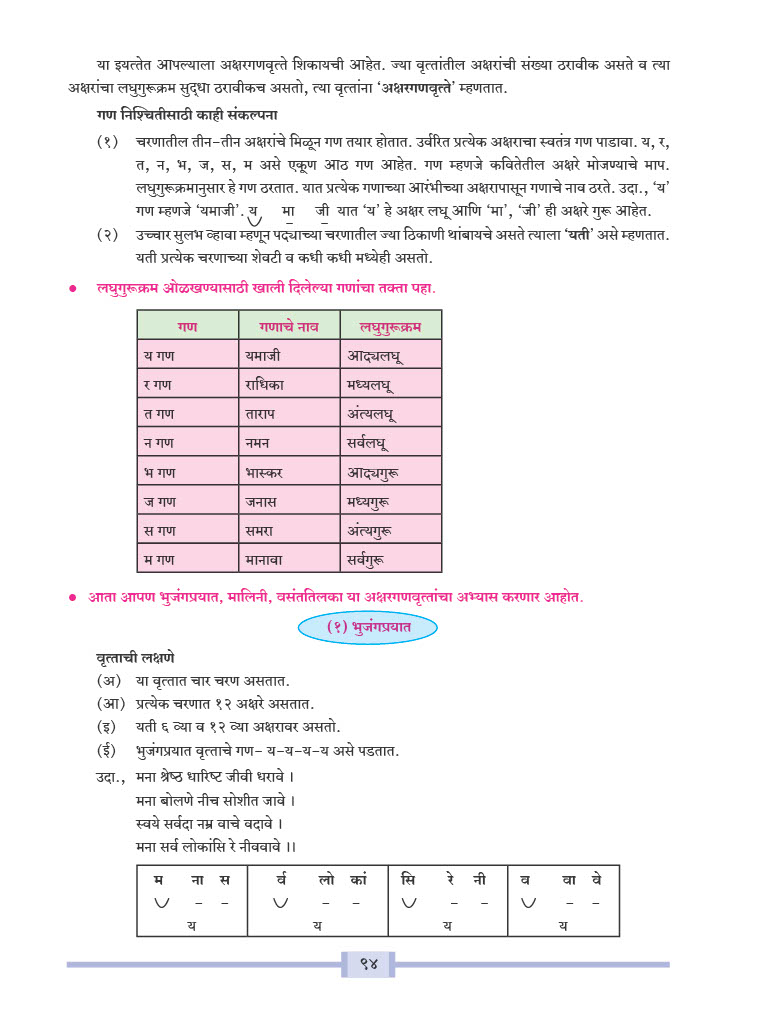 या इयत्तेत आपल्याला अक्षरगणवृत्ते शिकायची आहेत. ज्या वृत्तांतील अक्षरांची संख्या ठरावीक असते व त्या
अक्षरांचा लघुगुरूक्रम सुद्धा ठरावीकच असतो, त्या वृत्तांना ‘अक्षरगणवृत्ते’ म्हणतात.
गण निश्चितीसाठी काही संकल्पना
(१) चरणातील तीन-तीन अक्षरांचे मिळून गण तयार होतात. उर्वरित प्रत्येक अक्षराचा स्वतंत्र गण पाडावा. य, र,
त, न, भ, ज, स, म असे एकूण आठ गण आहेत. गण म्हणजे कवितेतील अक्षरे मोजण्याचे माप.
लघुगुरूक्रमानुसार हे गण ठरतात. यात प्रत्येक गणाच्या आरंभीच्या अक्षरापासून गणाचे नाव ठरते. उदा., ‘य’
गण म्हणजे ‘यमाजी’. य मा जी यात ‘य’ हे अक्षर लघू आणि ‘मा’, ‘जी’ ही अक्षरे गुरू आहेत.
◡ – –
(२) उच्चार सुलभ व्हावा म्हणून पद्याच्या चरणातील ज्या ठिकाणी थांबायचे असते त्याला ‘यती’ असे म्हणतात.
यती प्रत्येक चरणाच्या शेवटी व कधी कधी मध्येही असतो.
• लघुगुरूक्रम ओळखण्यासाठी खाली दिलेल्या गणांचा तक्ता पहा.
गण गणाचे नाव लघुगुरूक्रम
य गण यमाजी आद्यलघू
र गण राधिका मध्यलघू
त गण ताराप अंत्यलघू
न गण नमन सर्वलघू
भ गण भास्कर आद्यगुरू
ज गण जनास मध्यगुरू
स गण समरा अंत्यगुरू
म गण मानावा सर्वगुरू
• आता आपण भुजंगप्रयात, मालिनी, वसंततिलका या अक्षरगणवृत्तांचा अभ्यास करणार आहोत.
(१) भुजंगप्रयात
वृत्ताची लक्षणे
(अ) या वृत्तात चार चरण असतात.
(आ) प्रत्येक चरणात १२ अक्षरे असतात.
(इ) यती ६ व्या व १२ व्या अक्षरावर असतो.
(ई) भुजंगप्रयात वृत्ताचे गण- य-य-य-य असे पडतात.
उदा., मना श्रेष्ठ धारिष्ट जीवी धरावे ।
मना बोलणे नीच सोशीत जावे ।
स्वये सर्वदा नम्र वाचे वदावे ।
मना सर्व लोकांसि रे नीववावे ।।
म ना स र्व लो कां सि रे नी व वा वे
◡ – – ◡ – – ◡ – – ◡ – –
य य य य
९४